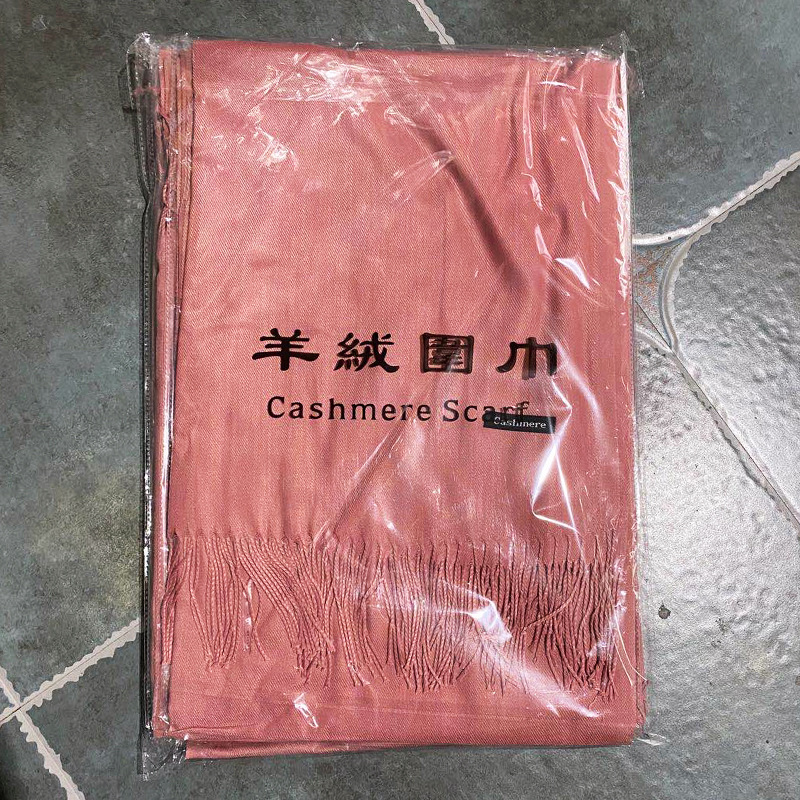 羊絨圍巾
Cashmere Scarf
Cashmere